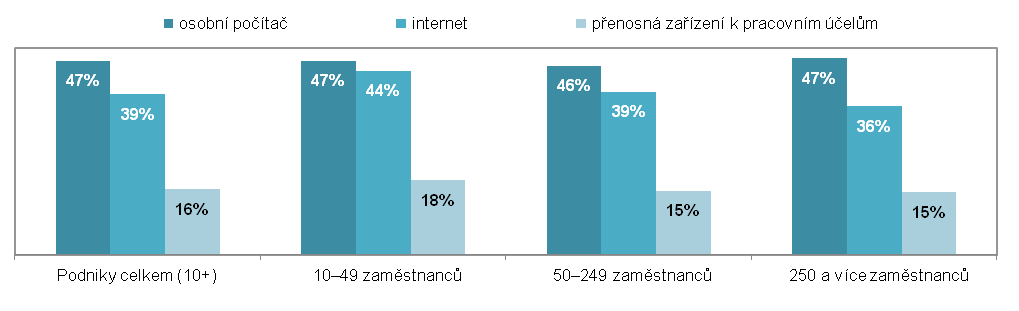 osobní počítač internet přenosná zařízení k pracovním účelům
47% 39% 16% 47% 44% 18% 46% 39% 15% 47% 36% 15%
Podniky celkem (10+) 10–49 zaměstnanců 50–249 zaměstnanců 250 a více zaměstnanců